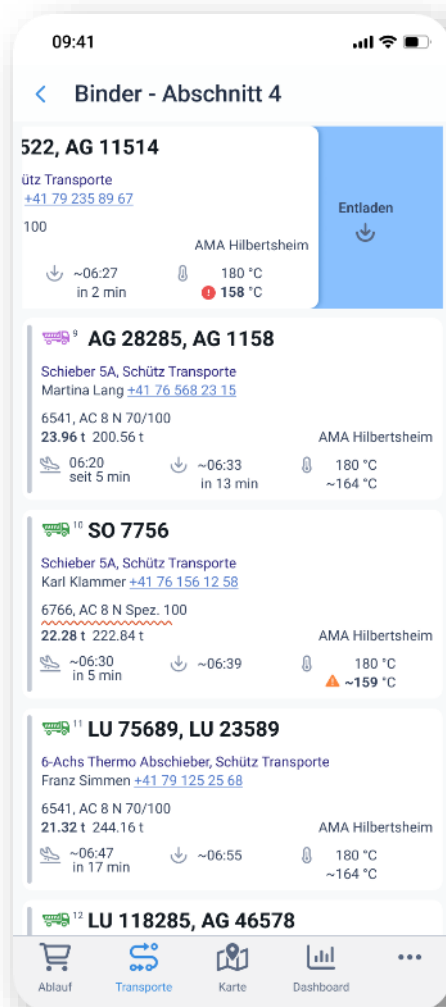 09:41
Binder - Abschnitt 4
522, AG 11514
ütz Transporte
+41 79 235 89 67
100
AMA Hilbertsheim
~06:27 180 °C
in 2 min 158 °C
Entladen
9 AG 28285, AG 1158
Schieber 5A, Schütz Transporte
Martina Lang +41 76 568 23 15
6541, AC 8 N 70/100
23.96 t 200.56 t AMA Hilbertsheim
06:20 ~06:33 180 °C
seit 5 min in 13 min ~164 °C
10 SO 7756
Schieber 5A, Schütz Transporte
Karl Klammer +41 76 156 12 58
6766, AC 8 N Spez. 100
22.28 t 222.84 t AMA Hilbertsheim
~06:30 ~06:39 180 °C
in 5 min ~159 °C
11 LU 75689, LU 23589
6-Achs Thermo Abschieber, Schütz Transporte
Franz Simmen +41 79 125 25 68
6541, AC 8 N 70/100
21.32 t 244.16 t AMA Hilbertsheim
~06:47 ~06:55 180 °C
in 17 min ~164 °C
12 LU 118285, AG 46578
Ablauf Transporte Karte Dashboard